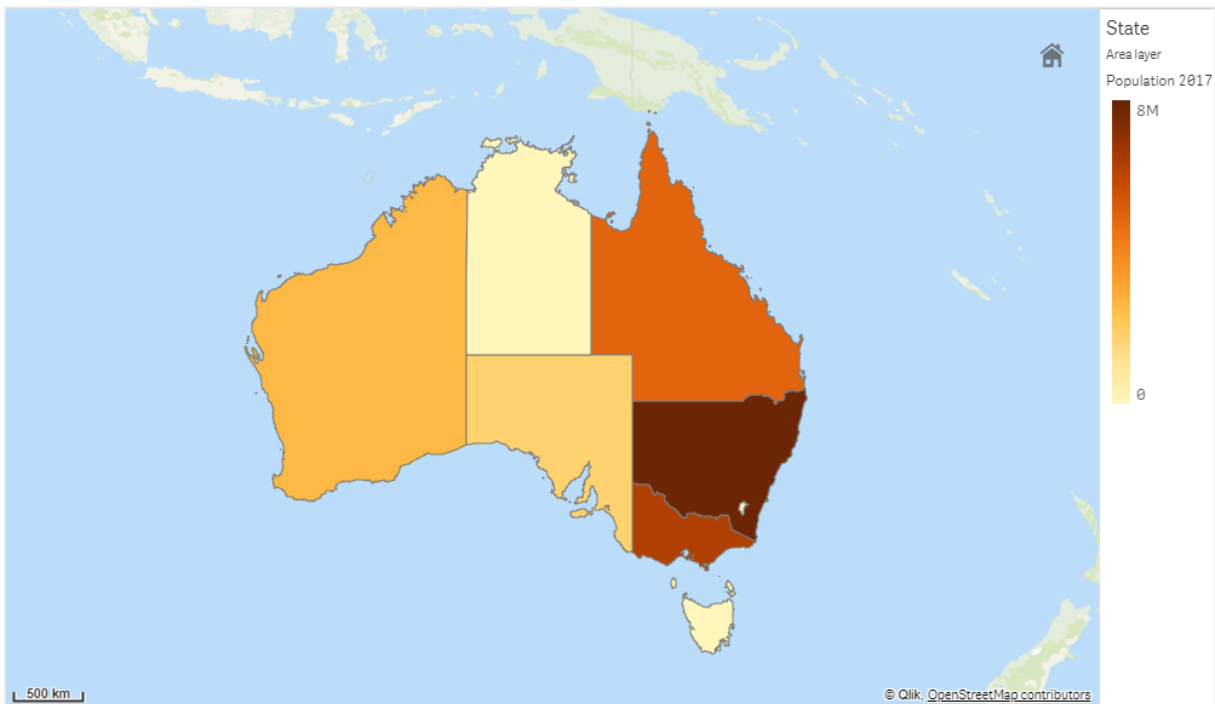 State
Area layer
Population 2017
8M
0
500 km
© Qlik, OpenStreetMap contributors